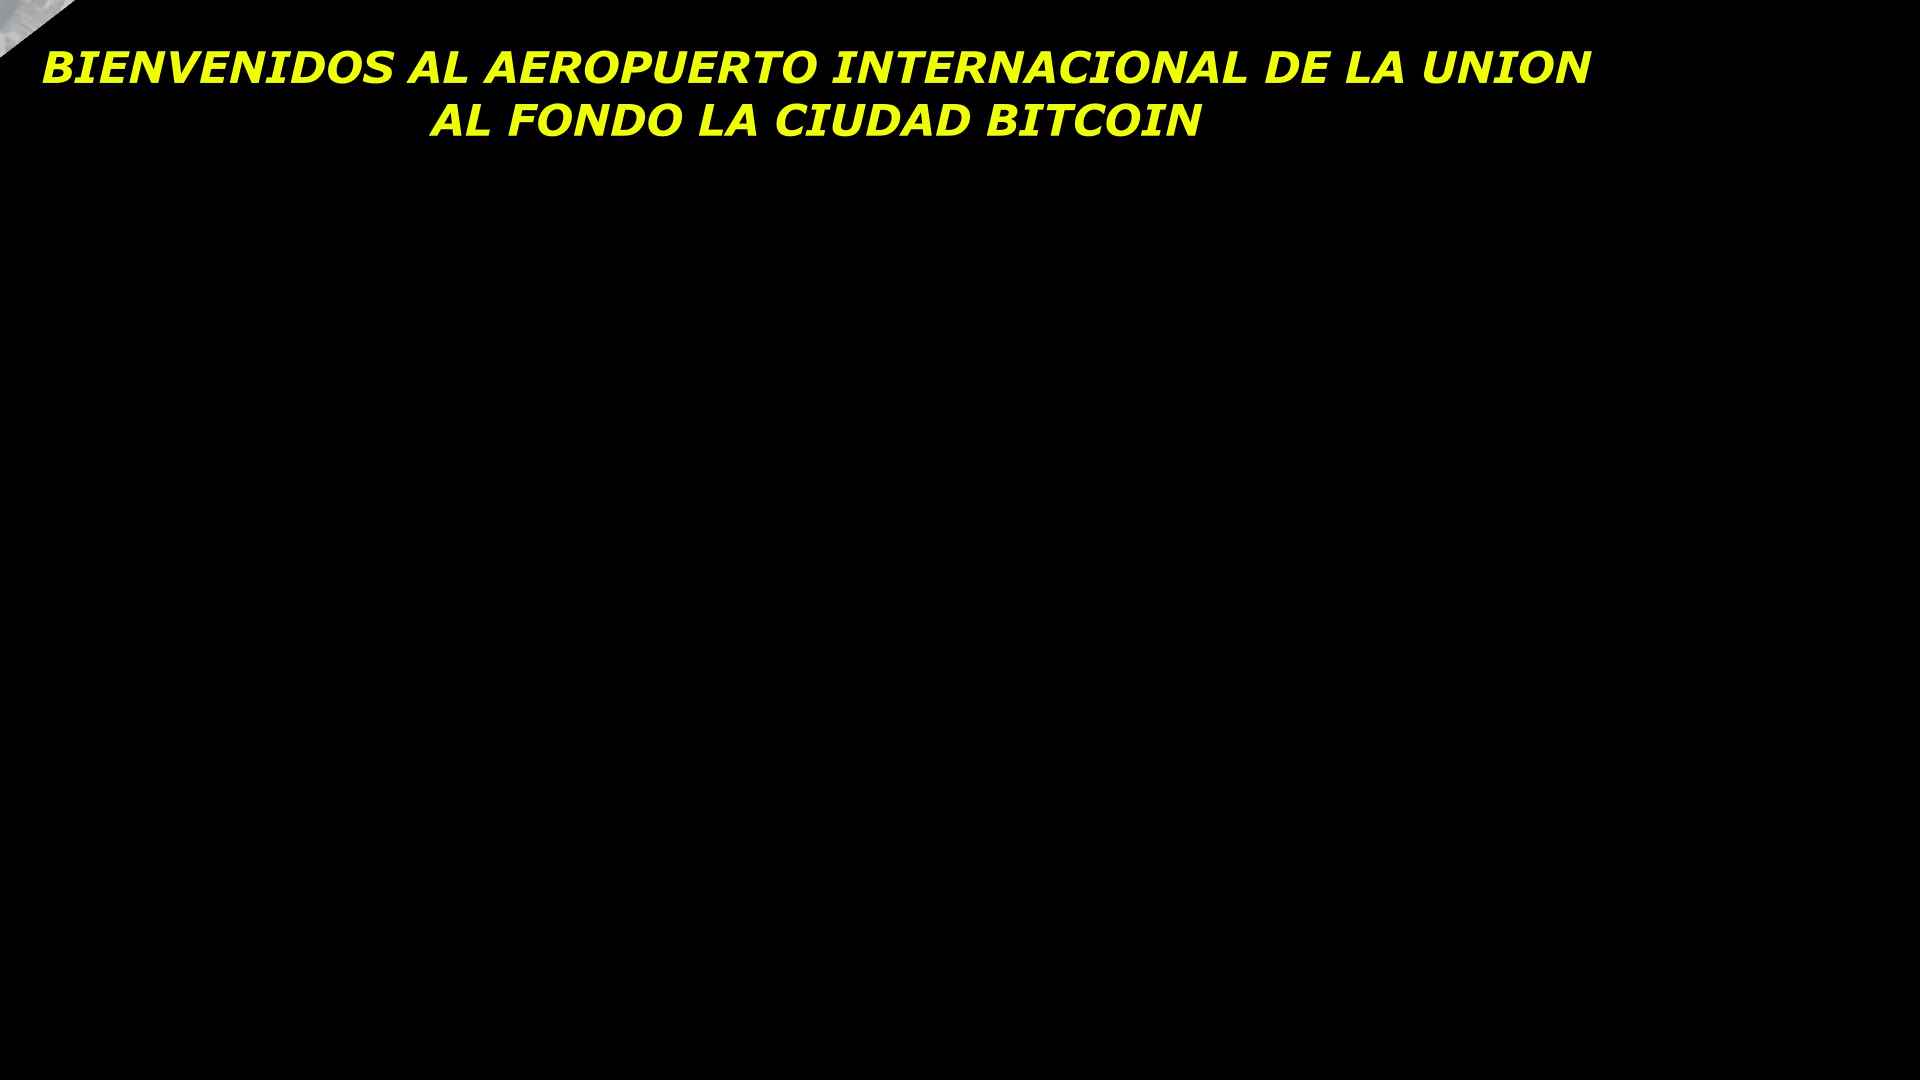 BIENVENIDOS AL AEROPUERTO INTERNACIONAL DE LA UNION
AL FONDO LA CIUDAD BITCOIN